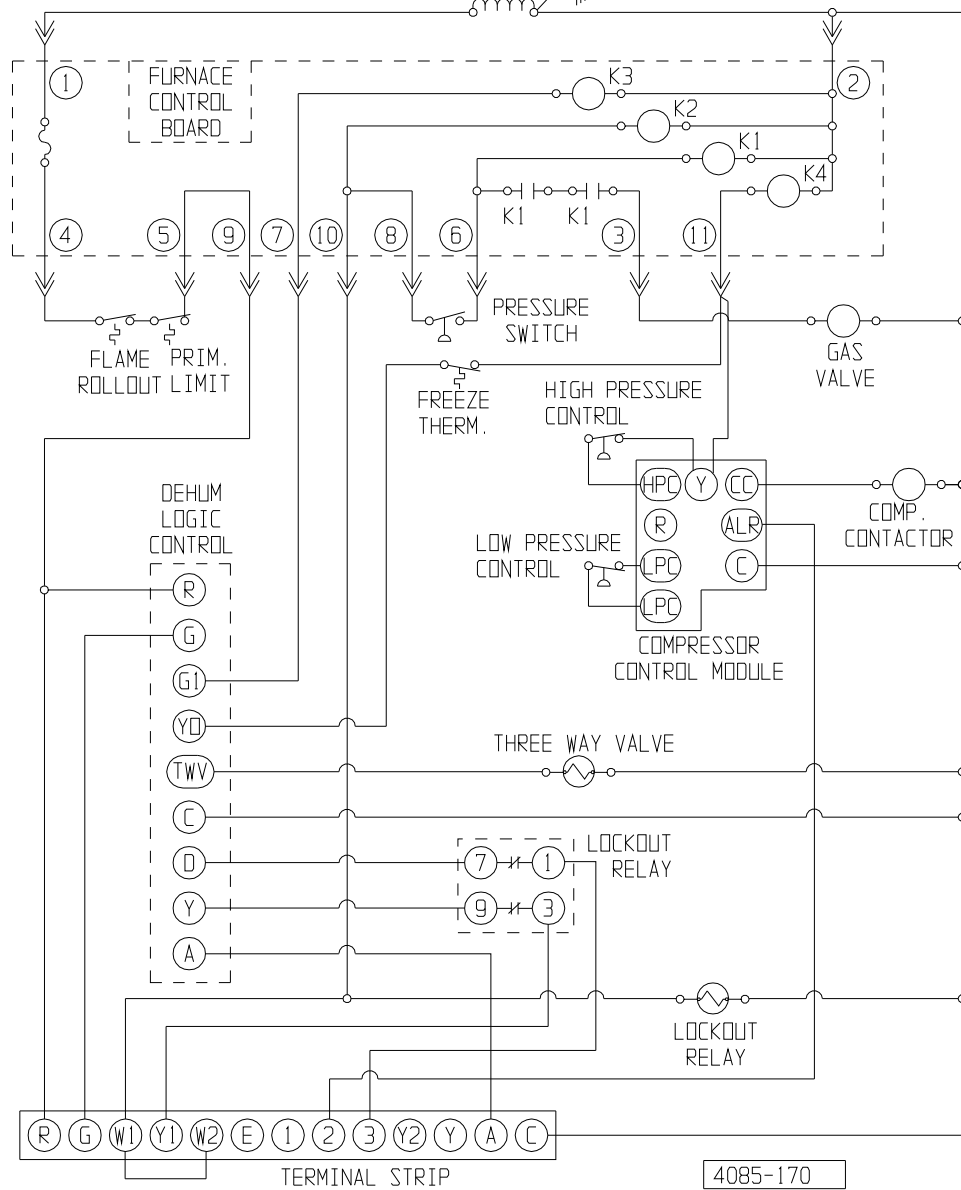 K3
1
FURNACE
CONTROL
BOARD
2
K2
K1
K4
K1
K1
4
5
9
7
10
8
6
3
11
PRESSURE
SWITCH
FLAME
ROLLOUT
PRIM.
LIMIT
GAS
VALVE
FREEZE
THERM.
HIGH PRESSURE
CONTROL
DEHUM
LOGIC
CONTROL
HPC
Y
CC
COMP.
CONTACTOR
R
ALR
LOW PRESSURE
CONTROL
LPC
C
LPC
COMPRESSOR
CONTROL MODULE
R
G
G1
YO
THREE WAY VALVE
TWV
C
LOCKOUT
RELAY
D
7
1
Y
9
3
A
LOCKOUT
RELAY
R
G
W1
Y1
W2
E
1
2
3
Y2
Y
A
C
TERMINAL STRIP
4085-170